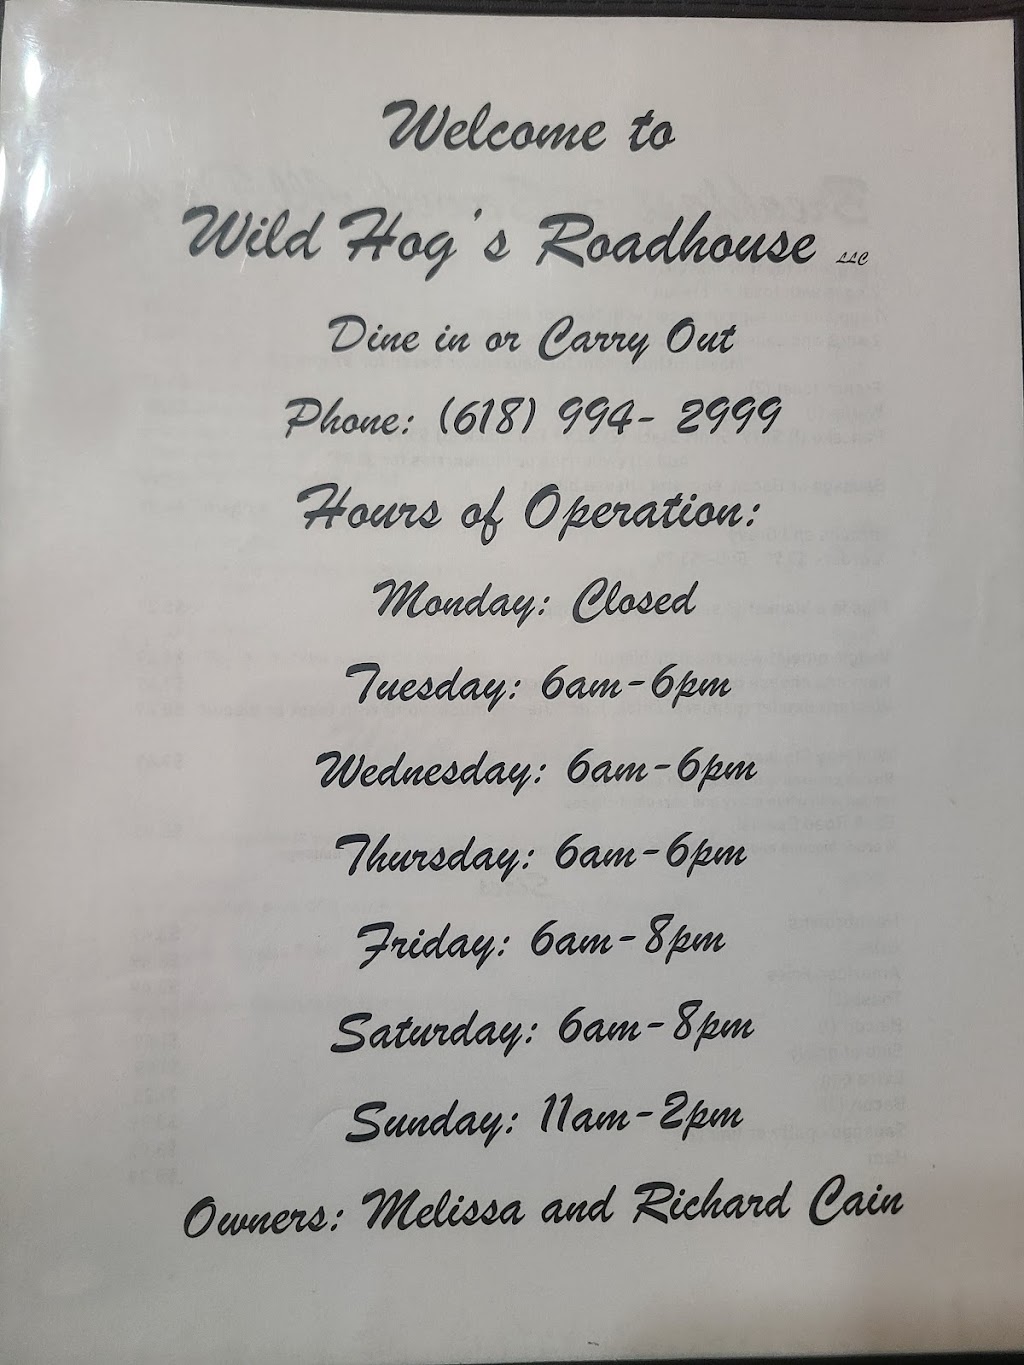 Welcome to
Wild Hog's Roadhouse LLC
Dine in or Carry Out
Phone: (618) 994- 2999
Hours of Operation:
Monday: Closed
Tuesday: 6am-6pm
Wednesday: 6am-6pm
Thursday: 6am-6pm
Friday: 6am-8pm
Saturday: 6am-8pm
Sunday: 11am-2pm
Owners: Melissa and Richard Cain